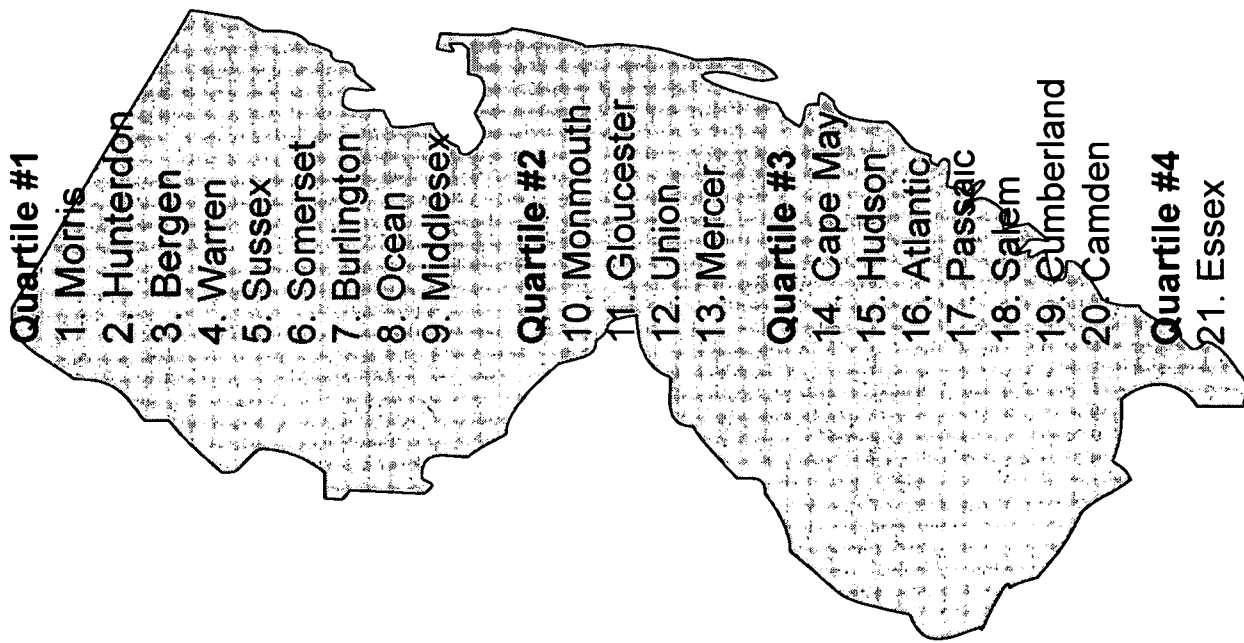 Quartile #1
1. Morris
2. Hunterdon
3. Bergen
4. Warren
5. Sussex
6. Somerset
7. Burlington
8. Ocean
9. Middlesex
Quartile #2
10. Monmouth
11. Gloucester
12. Union
13. Mercer
Quartile #3
14. Cape May
15. Hudson
16. Atlantic
17. Passaic
18. Salem
19. Cumberland
20. Camden
Quartile #4
21. Essex